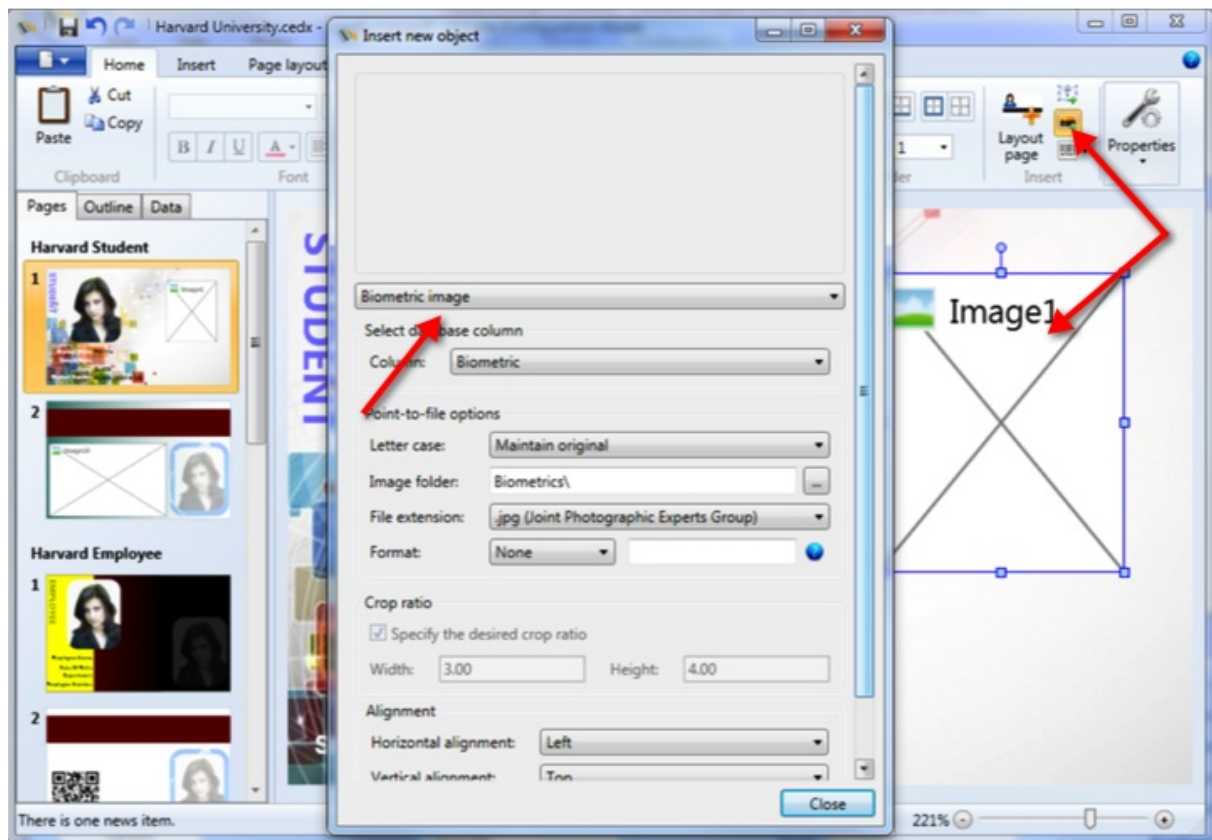 Harvard University.cedx -
Insert new object
Home
Insert
Page layout
Cut
Copy
Paste
B I U A
Clipboard
Font
1
Layout
page
Properties
Insert
Pages
Outline
Data
Harvard Student
1
STUDENT
Image1
2
Harvard Employee
1
EMPLOYEE
2
STUDENT
Biometric image
Select database column
Column:
Biometric
Point-to-file options
Letter case:
Maintain original
Image folder:
Biometrics\
...
File extension:
.jpg (Joint Photographic Experts Group)
Format:
None
Crop ratio
Specify the desired crop ratio
Width:
3.00
Height:
4.00
Alignment
Horizontal alignment:
Left
Vertical alignment:
Top
Close
Image1
There is one news item.
221%